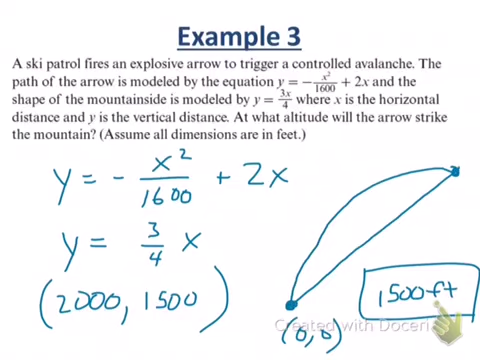 Example 3
A ski patrol fires an explosive arrow to trigger a controlled avalanche. The
path of the arrow is modeled by the equation y = −x²/1600 + 2x and the
shape of the mountainside is modeled by y = 3x/4 where x is the horizontal
distance and y is the vertical distance. At what altitude will the arrow strike
the mountain? (Assume all dimensions are in feet.)
y = - x²/1600 + 2x
y = 3/4 x
(2000, 1500)
1500 ft
(0,0)
Created with Doceri